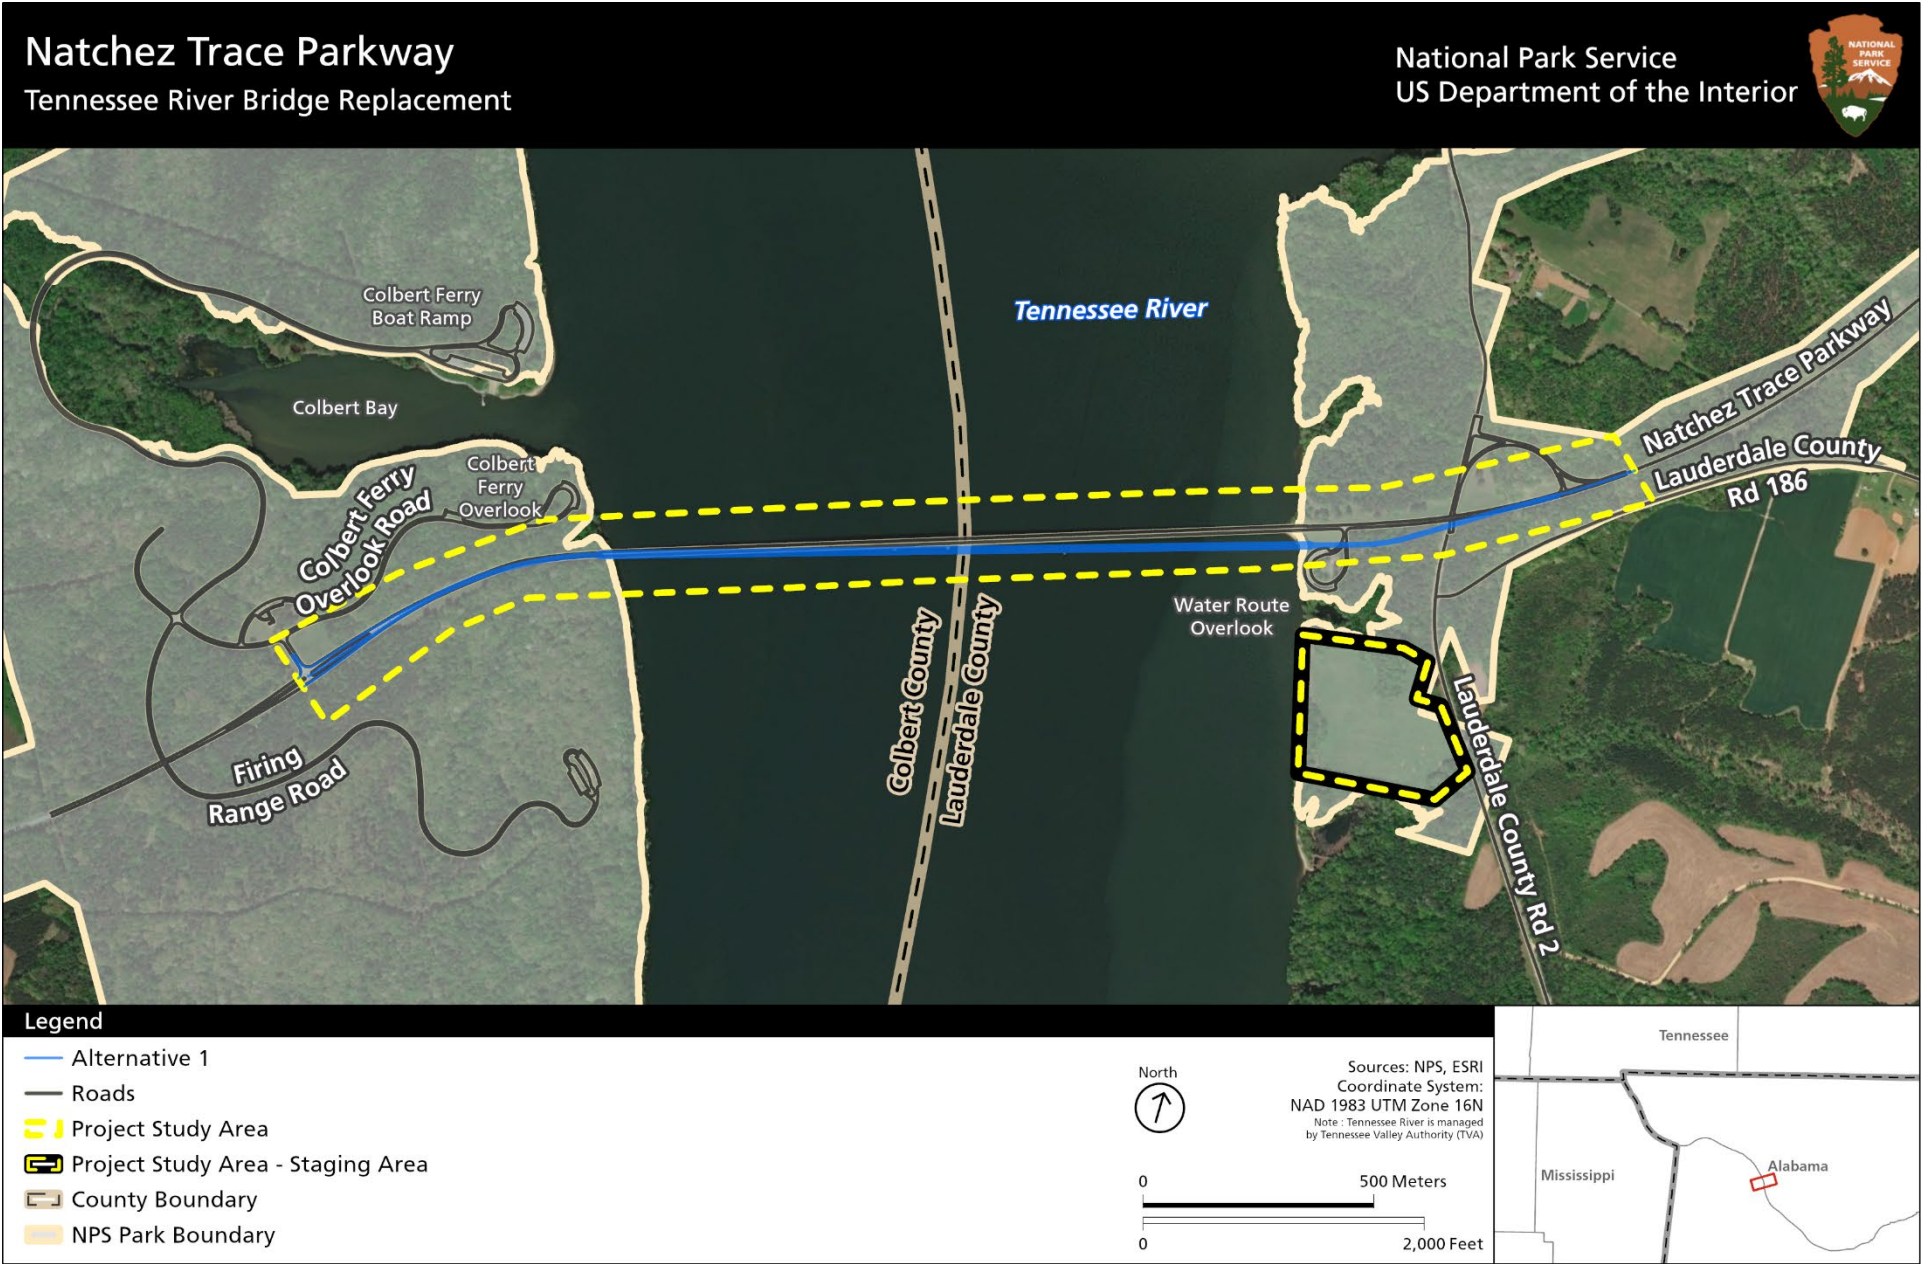 Natchez Trace Parkway
Tennessee River Bridge Replacement
National Park Service
US Department of the Interior
NATIONAL
PARK
SERVICE
Colbert Ferry
Boat Ramp
Tennessee River
Colbert Bay
Colbert
Ferry
Overlook
Colbert Ferry
Overlook Road
Natchez Trace Parkway
Lauderdale County
Rd 186
Water Route
Overlook
Colbert County
Lauderdale County
Lauderdale County Rd 2
Firing
Range Road
Legend
Alternative 1
Roads
Project Study Area
Project Study Area - Staging Area
County Boundary
NPS Park Boundary
North
Sources: NPS, ESRI
Coordinate System:
NAD 1983 UTM Zone 16N
Note : Tennessee River is managed
by Tennessee Valley Authority (TVA)
0 500 Meters
0 2,000 Feet
Tennessee
Mississippi
Alabama